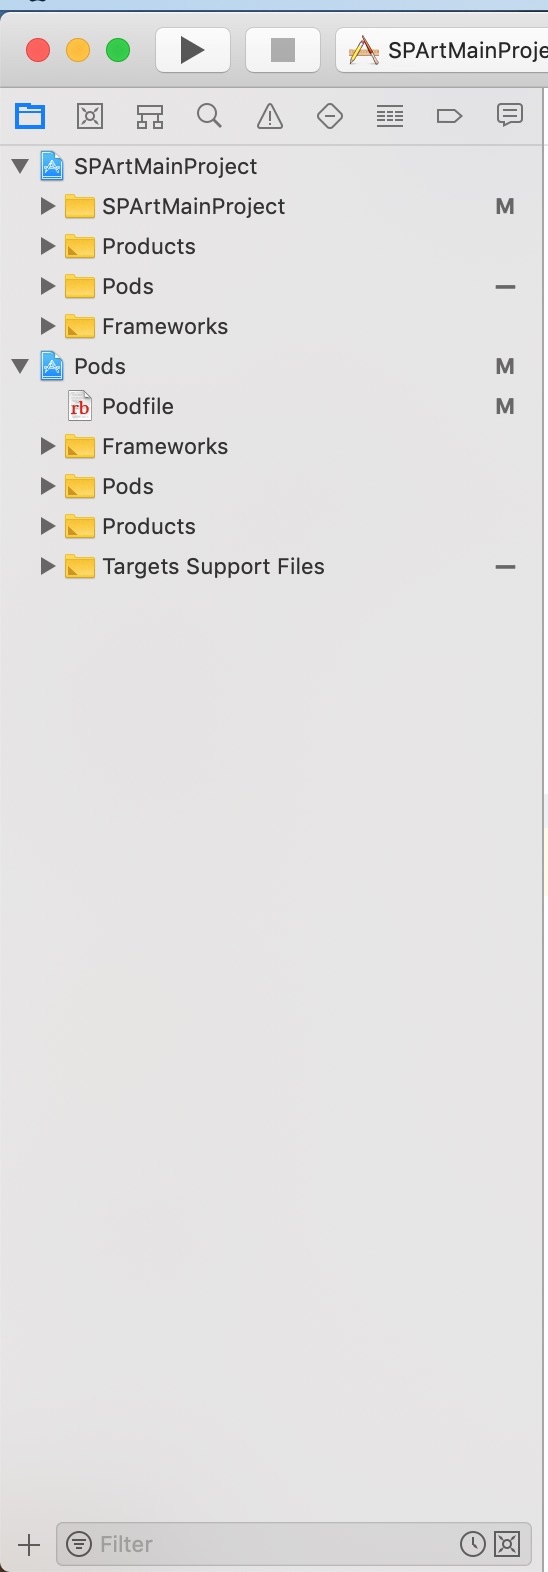 SPArtMainProje
SPArtMainProject
SPArtMainProject M
Products
Pods
Frameworks
Pods M
rb Podfile M
Frameworks
Pods
Products
Targets Support Files
Filter